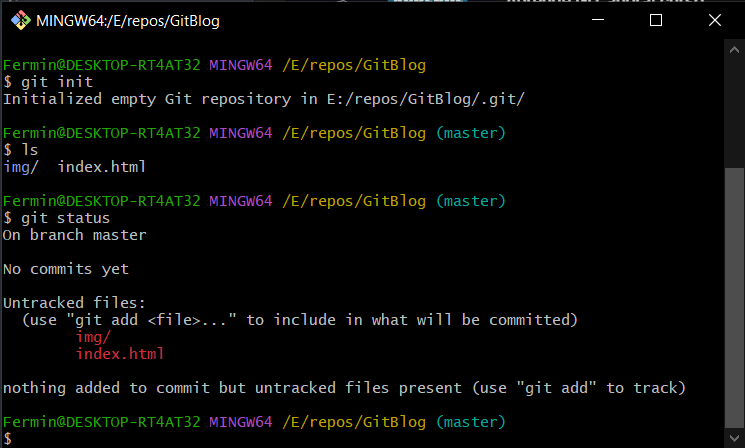 MINGW64:/E/repos/GitBlog
Fermin@DESKTOP-RT4AT32 MINGW64 /E/repos/GitBlog
$ git init
Initialized empty Git repository in E:/repos/GitBlog/.git/
Fermin@DESKTOP-RT4AT32 MINGW64 /E/repos/GitBlog (master)
$ ls
img/  index.html
Fermin@DESKTOP-RT4AT32 MINGW64 /E/repos/GitBlog (master)
$ git status
On branch master
No commits yet
Untracked files:
  (use "git add <file>..." to include in what will be committed)
        img/
        index.html
nothing added to commit but untracked files present (use "git add" to track)
Fermin@DESKTOP-RT4AT32 MINGW64 /E/repos/GitBlog (master)
$